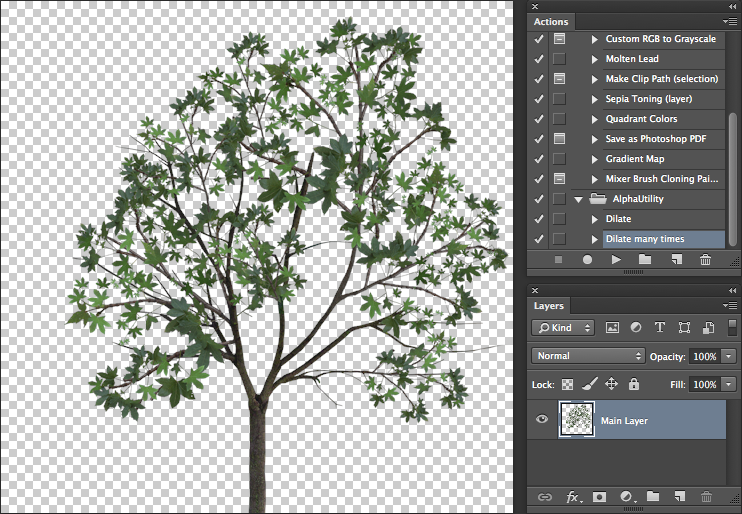 Actions
Custom RGB to Grayscale
Molten Lead
Make Clip Path (selection)
Sepia Toning (layer)
Quadrant Colors
Save as Photoshop PDF
Gradient Map
Mixer Brush Cloning Pai...
AlphaUtility
Dilate
Dilate many times
Layers
Kind
Normal Opacity: 100%
Lock: Fill: 100%
Main Layer
fx